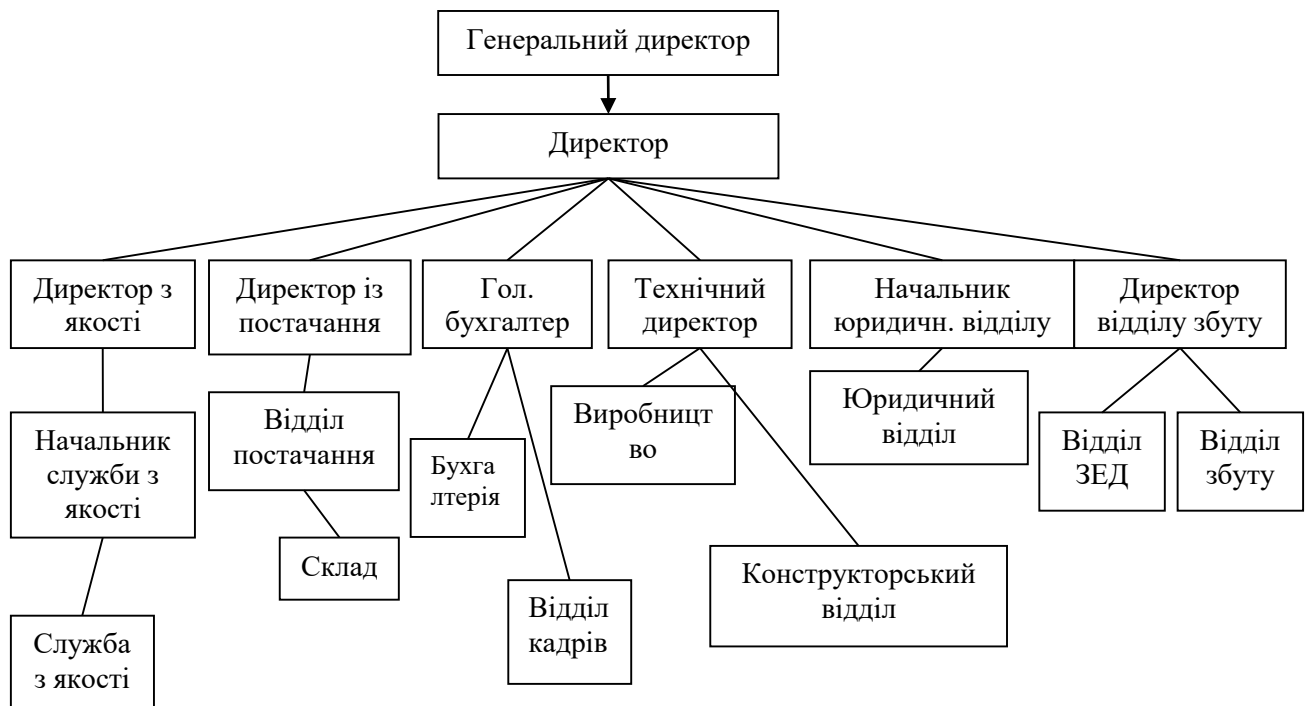 Генеральний директор
Директор
Директор з
якості
Директор із
постачання
Гол.
бухгалтер
Технічний
директор
Начальник
юридичн. відділу
Директор
відділу збуту
Начальник
служби з
якості
Відділ
постачання
Бухга
лтерія
Виробницт
во
Юридичний
відділ
Відділ
ЗЕД
Відділ
збуту
Склад
Відділ
кадрів
Конструкторський
відділ
Служба
з якості